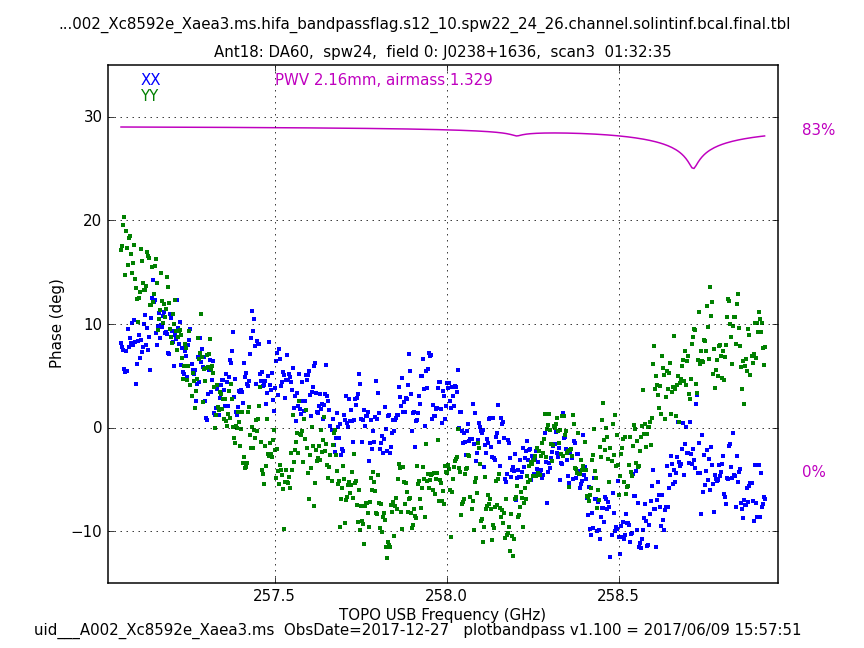 ...002_Xc8592e_Xaea3.ms.hifa_bandpassflag.s12_10.spw22_24_26.channel.solintinf.bcal.final.tbl
Ant18: DA60,  spw24,  field 0: J0238+1636,  scan3  01:32:35
XX
PWV 2.16mm, airmass 1.329
YY
30
83%
20
10
0
0%
−10
Phase (deg)
257.5 258.0 258.5
TOPO USB Frequency (GHz)
uid___A002_Xc8592e_Xaea3.ms  ObsDate=2017-12-27   plotbandpass v1.100 = 2017/06/09 15:57:51